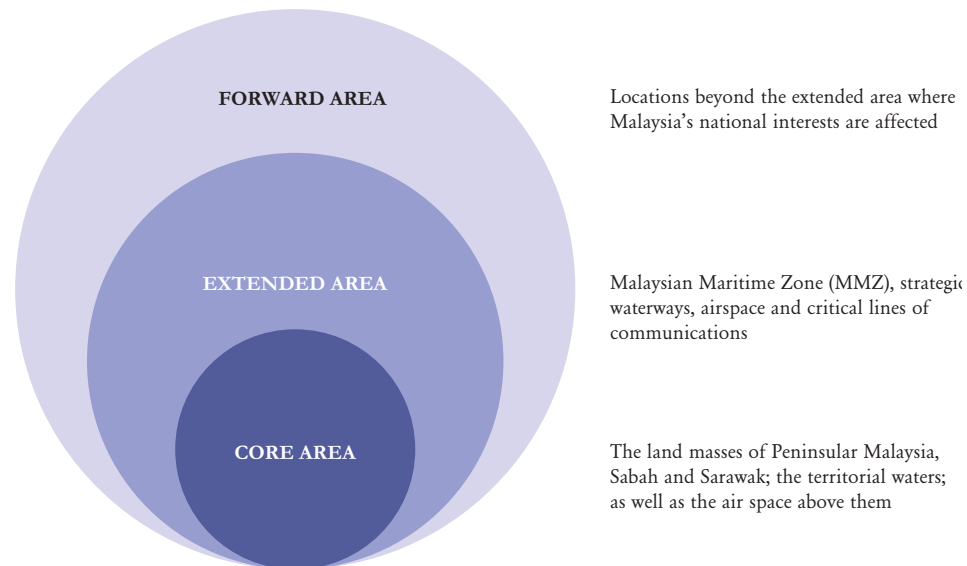 FORWARD AREA
Locations beyond the extended area where
Malaysia’s national interests are affected
EXTENDED AREA
Malaysian Maritime Zone (MMZ), strategic
waterways, airspace and critical lines of
communications
CORE AREA
The land masses of Peninsular Malaysia,
Sabah and Sarawak; the territorial waters;
as well as the air space above them